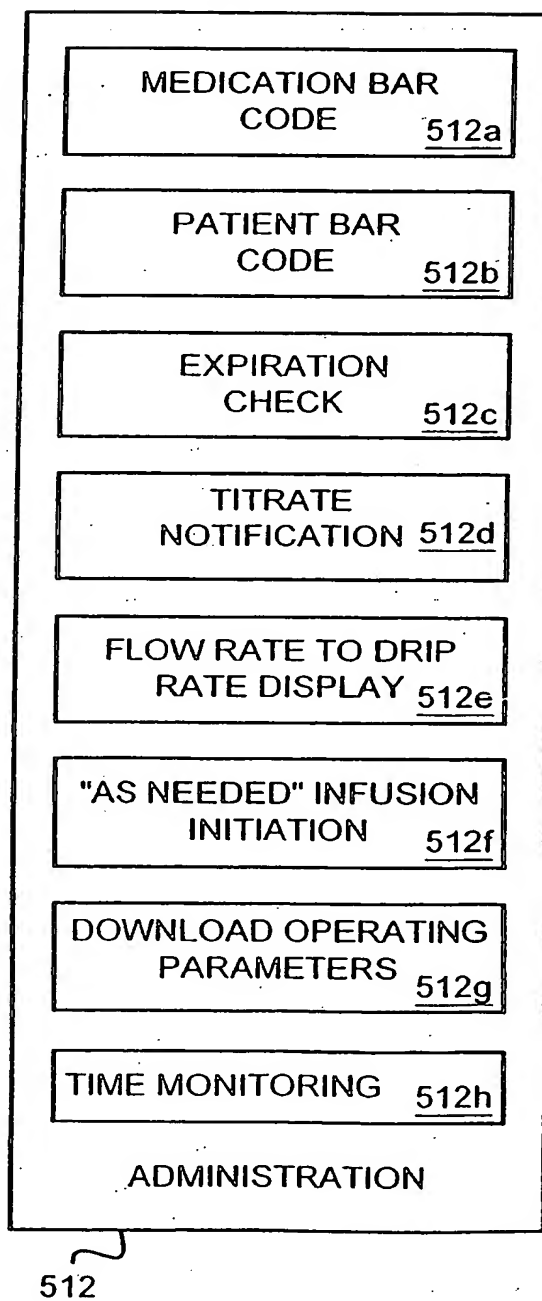 MEDICATION BAR
CODE 512a
PATIENT BAR
CODE 512b
EXPIRATION
CHECK 512c
TITRATE
NOTIFICATION 512d
FLOW RATE TO DRIP
RATE DISPLAY 512e
"AS NEEDED" INFUSION
INITIATION 512f
DOWNLOAD OPERATING
PARAMETERS 512g
TIME MONITORING 512h
ADMINISTRATION
512